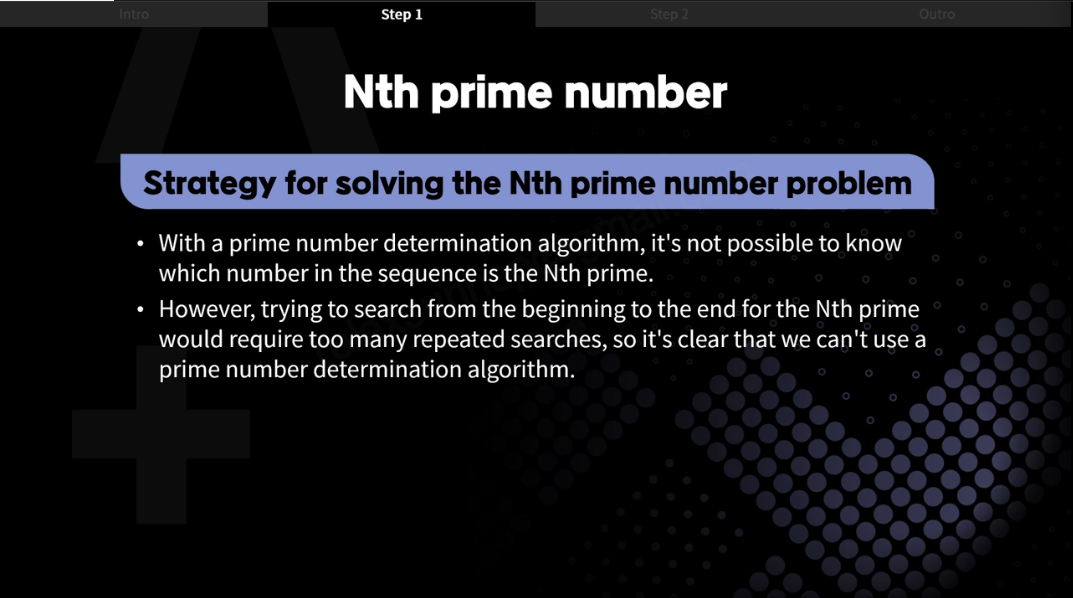 Intro
Step 1
Step 2
Outro
Nth prime number
Strategy for solving the Nth prime number problem
• With a prime number determination algorithm, it's not possible to know
which number in the sequence is the Nth prime.
• However, trying to search from the beginning to the end for the Nth prime
would require too many repeated searches, so it's clear that we can't use a
prime number determination algorithm.